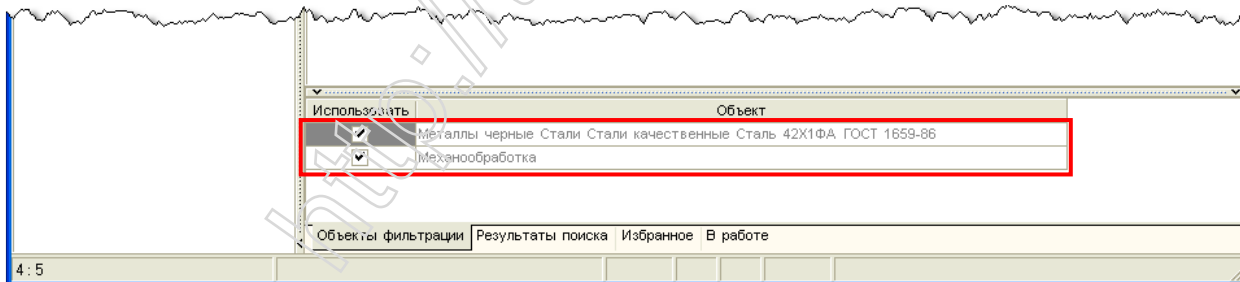 Использовать Объект
Металлы черные Стали Стали качественные Сталь 42Х1ФА ГОСТ 1659-86
Механообработка
Объекты фильтрации Результаты поиска Избранное В работе
4 : 5
http:/